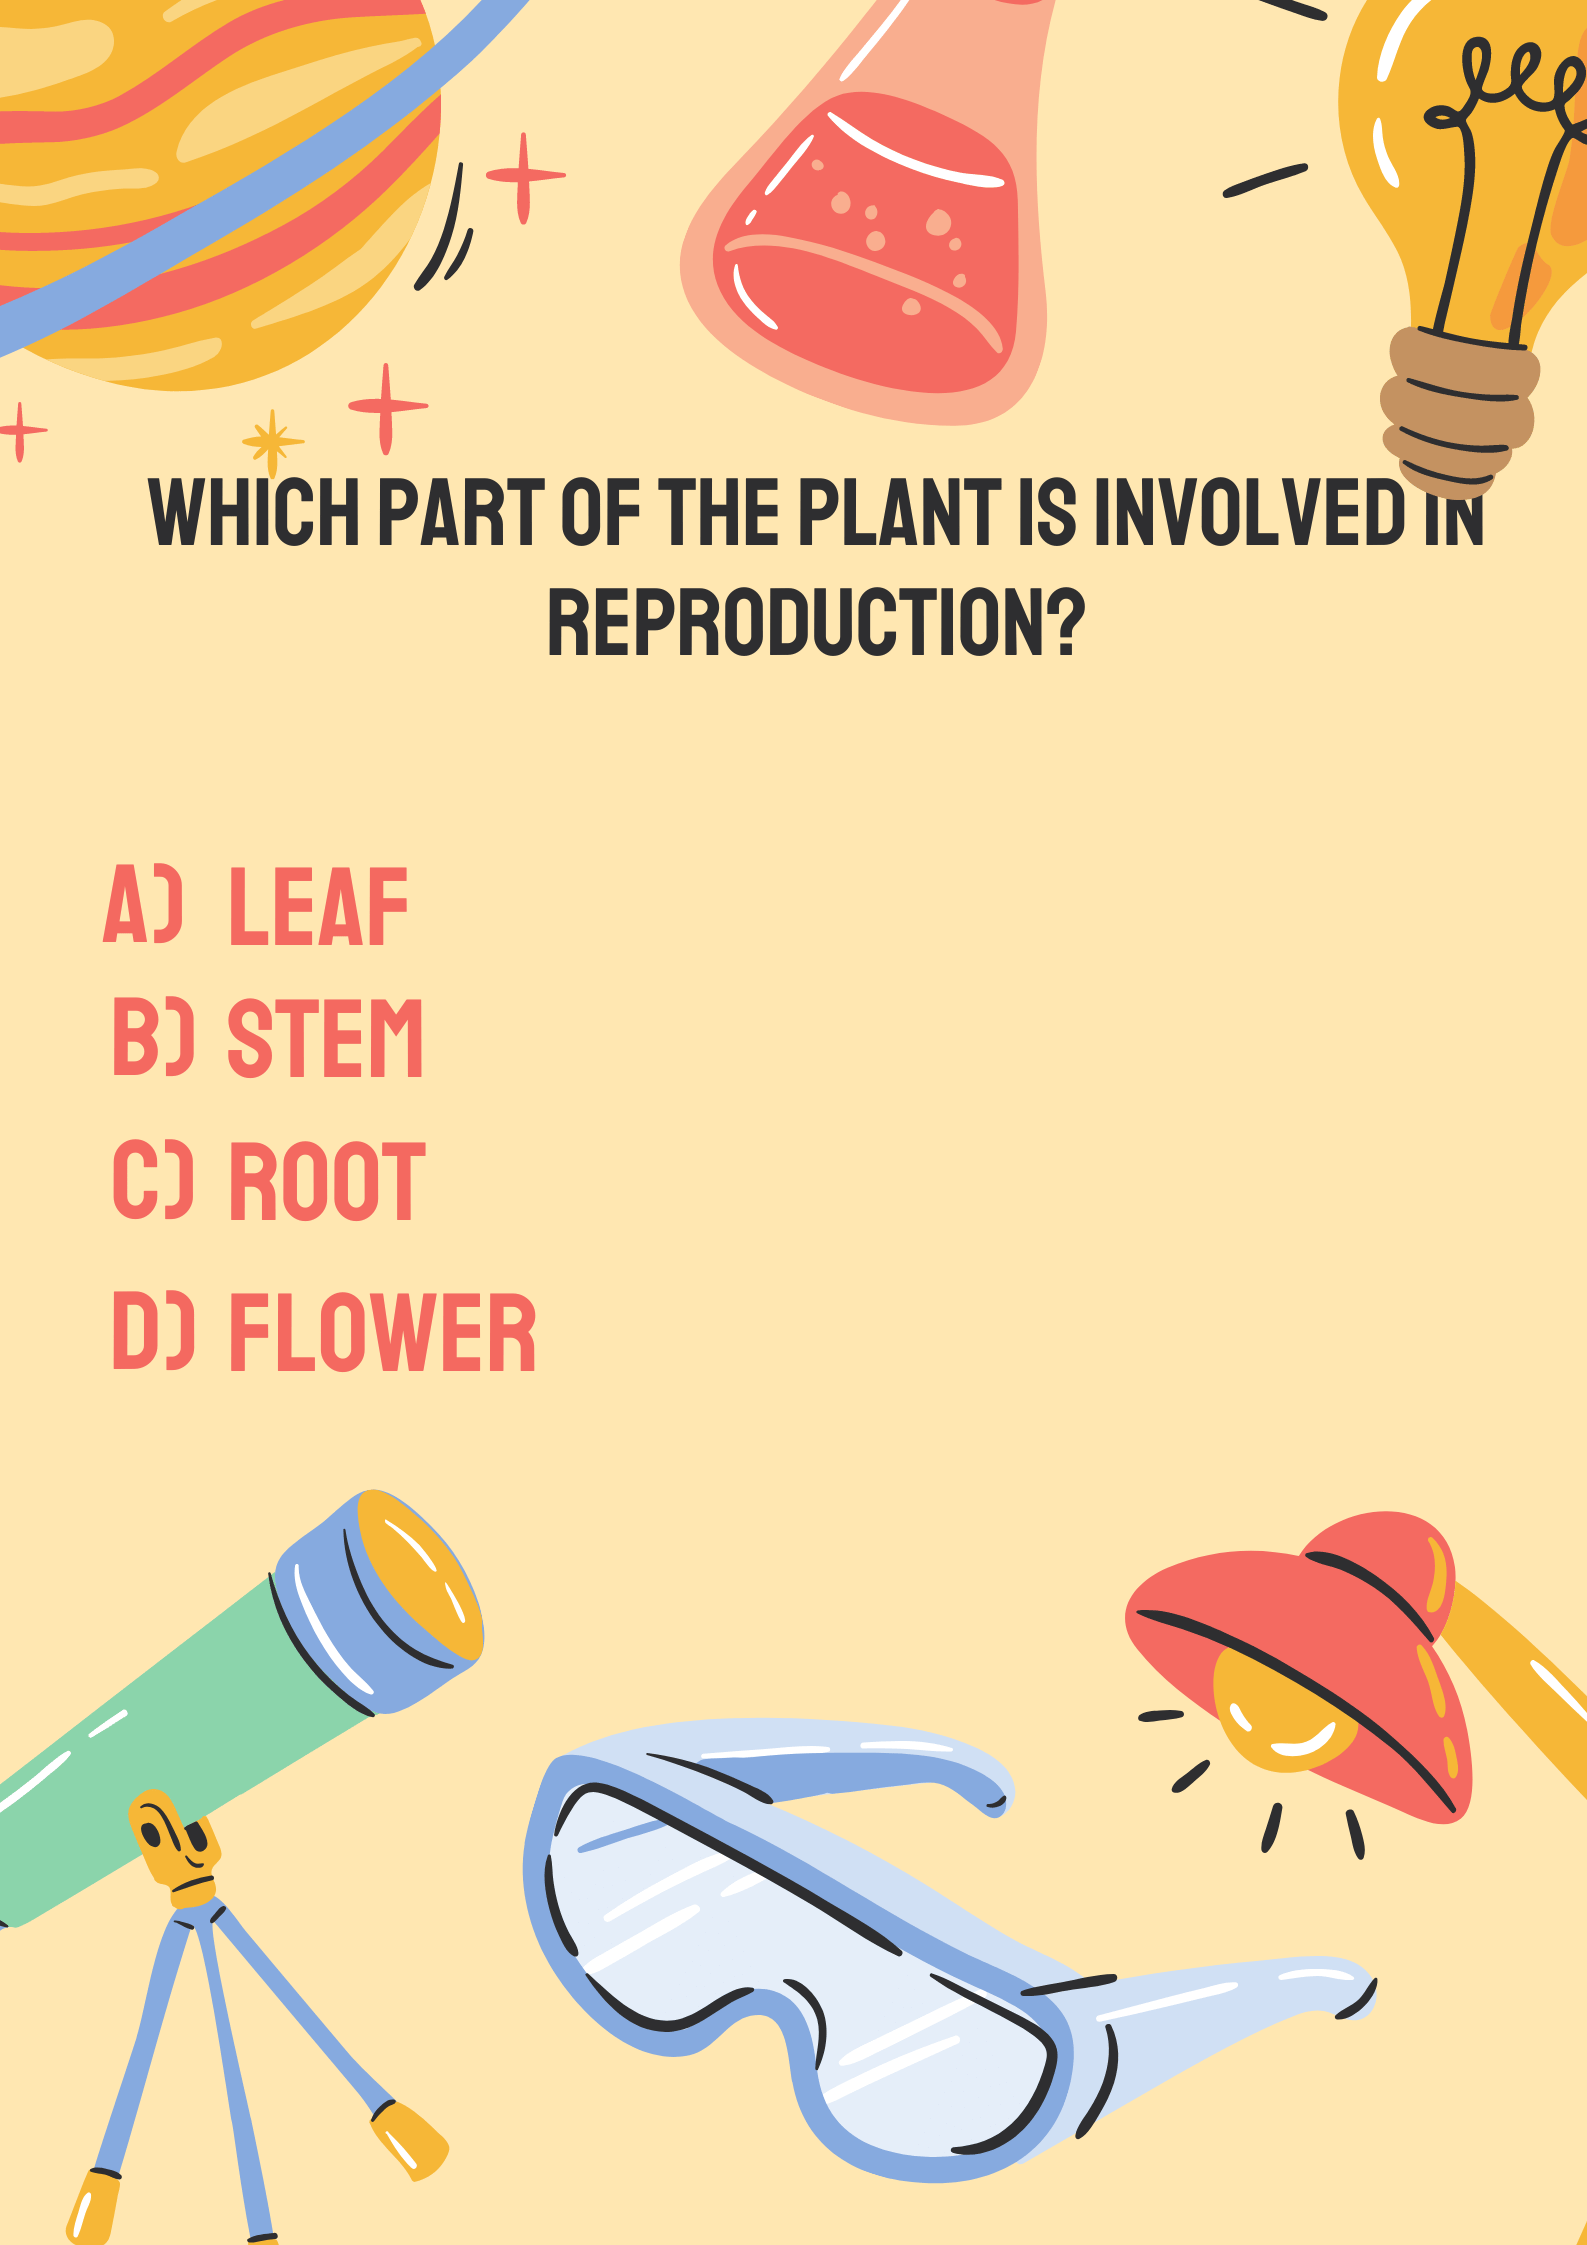 WHICH PART OF THE PLANT IS INVOLVED IN
REPRODUCTION?
A) LEAF
B) STEM
C) ROOT
D) FLOWER